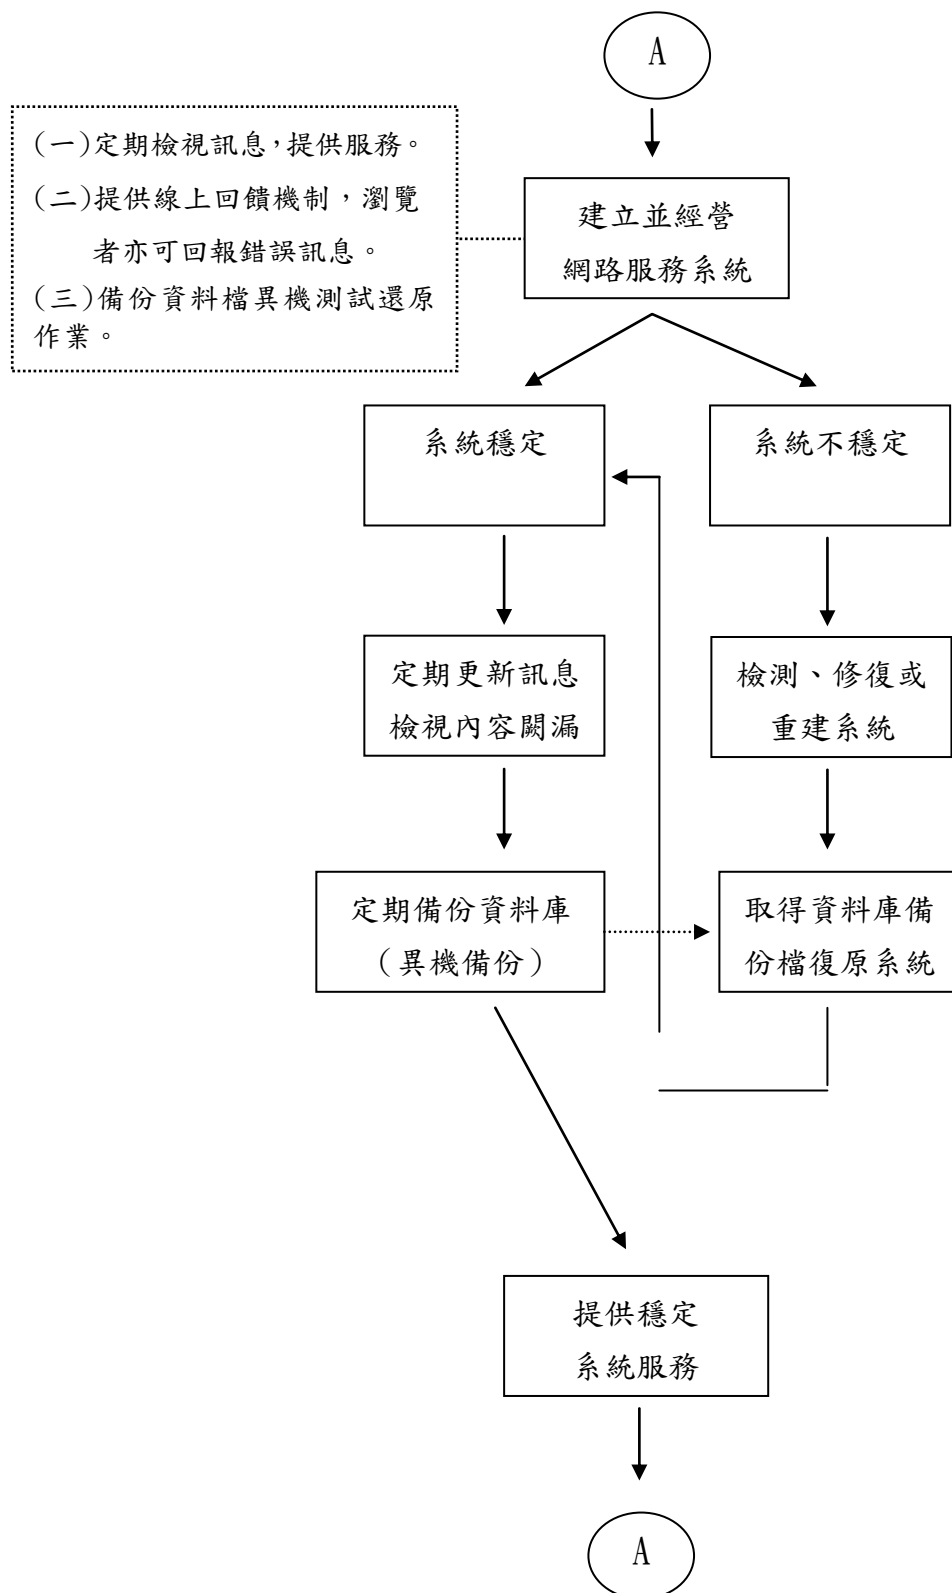 A
(一)定期檢視訊息,提供服務。
(二)提供線上回饋機制,瀏覽
者亦可回報錯誤訊息。
(三)備份資料檔異機測試還原
作業。
建立並經營
網路服務系統
系統穩定
系統不穩定
定期更新訊息
檢視內容闕漏
檢測、修復或
重建系統
定期備份資料庫
(異機備份)
取得資料庫備
份檔復原系統
提供穩定
系統服務
A